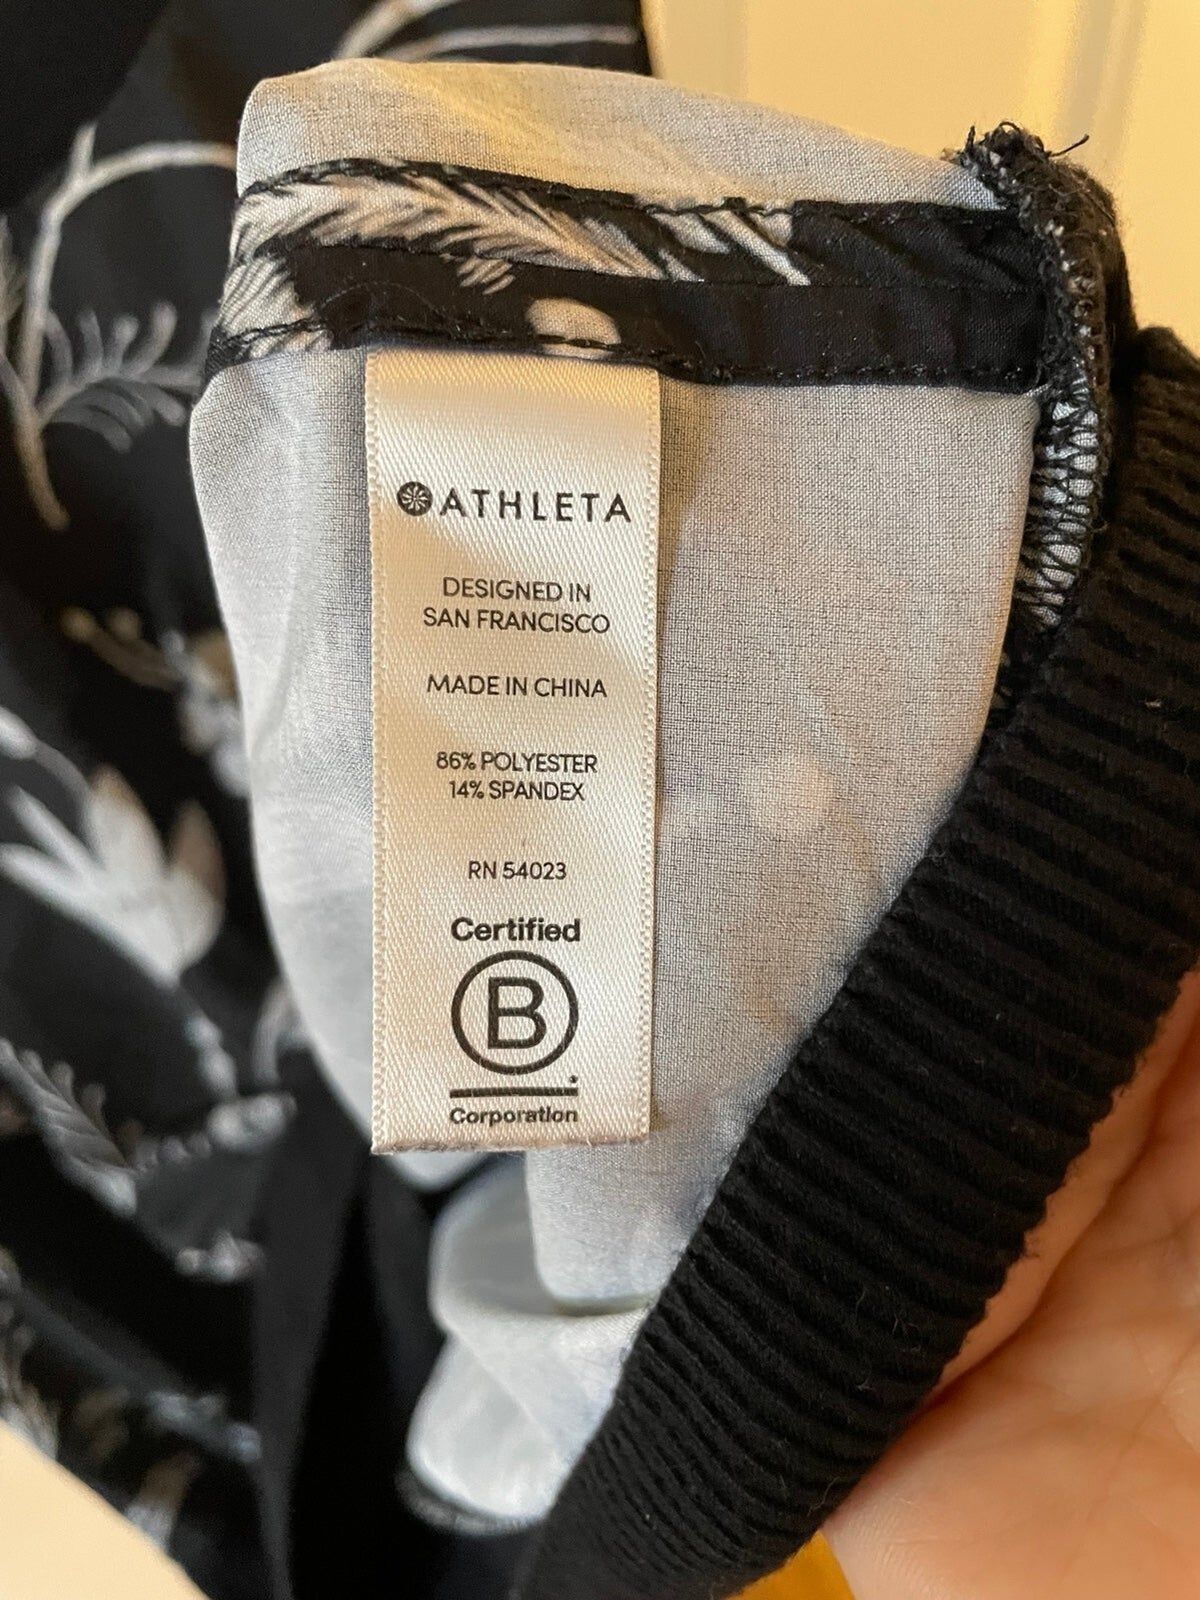 ATHLETA
DESIGNED IN
SAN FRANCISCO
MADE IN CHINA
86% POLYESTER
14% SPANDEX
RN 54023
Certified
B
Corporation